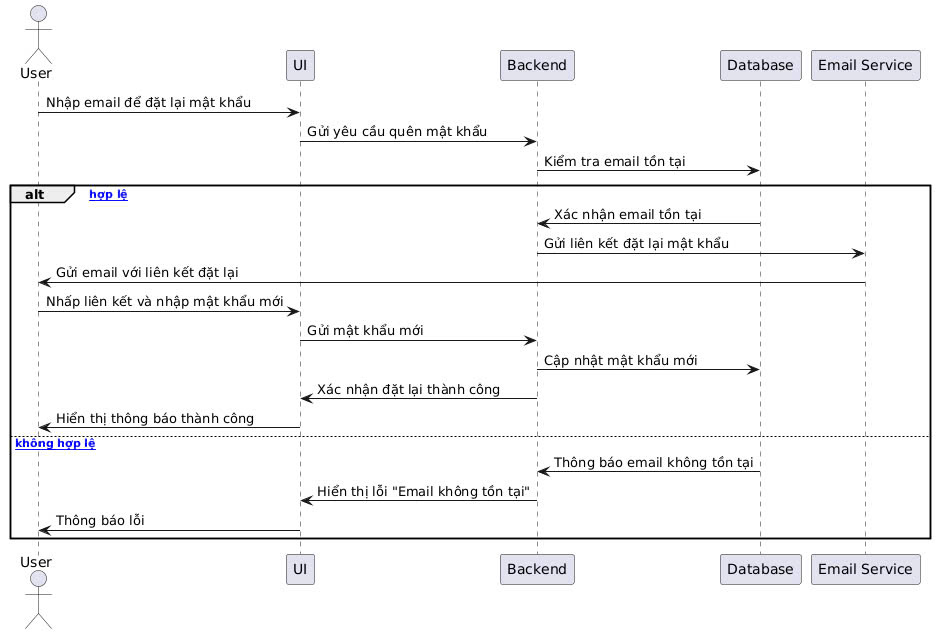 User
UI
Backend
Database
Email Service
Nhập email để đặt lại mật khẩu
Gửi yêu cầu quên mật khẩu
Kiểm tra email tồn tại
alt
hợp lệ
Xác nhận email tồn tại
Gửi liên kết đặt lại mật khẩu
Gửi email với liên kết đặt lại
Nhấp liên kết và nhập mật khẩu mới
Gửi mật khẩu mới
Cập nhật mật khẩu mới
Xác nhận đặt lại thành công
Hiển thị thông báo thành công
không hợp lệ
Thông báo email không tồn tại
Hiển thị lỗi "Email không tồn tại"
Thông báo lỗi
User
UI
Backend
Database
Email Service